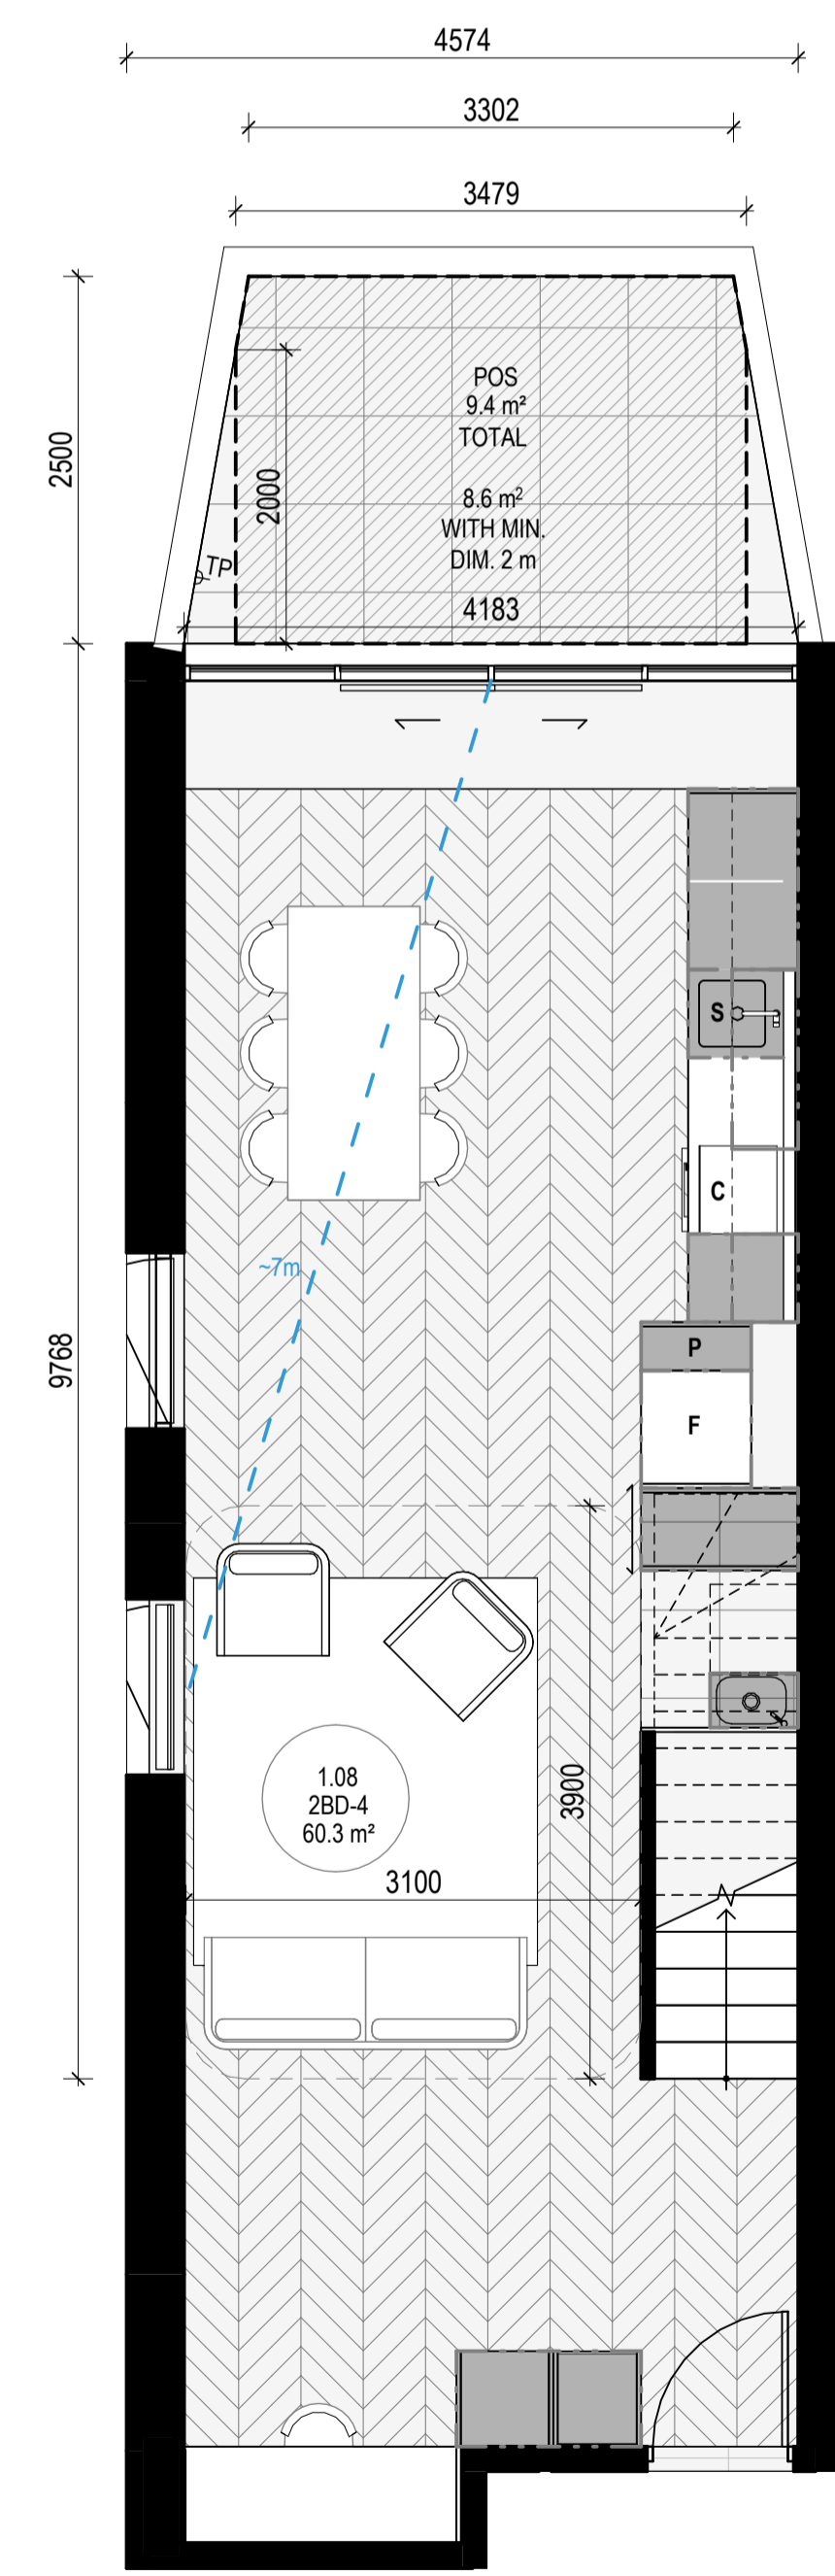 4574
3302
3479
POS
9.4 m²
TOTAL
8.6 m²
WITH MIN.
DIM. 2 m
2500
2000
TP
4183
S
C
~7m
9768
P
F
1.08
2BD-4
60.3 m²
3900
3100